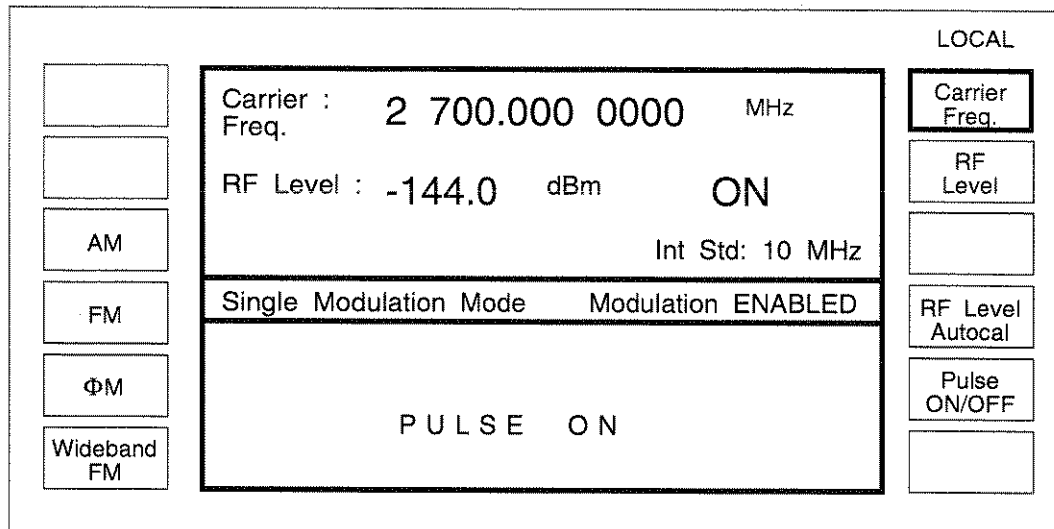 LOCAL
Carrier :
Freq.
2 700.000 0000 MHz
RF Level : -144.0 dBm ON
Int Std: 10 MHz
Single Modulation Mode Modulation ENABLED
PULSE ON
AM
FM
ΦM
Wideband
FM
Carrier
Freq.
RF
Level
RF Level
Autocal
Pulse
ON/OFF